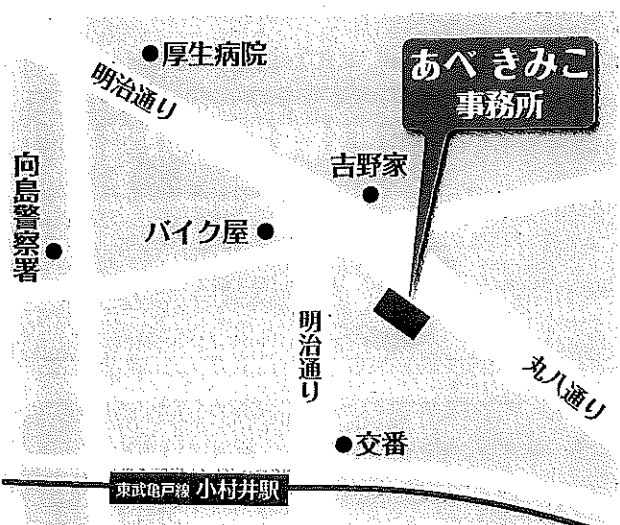 厚生病院
明治通り
あべ きみこ
事務所
吉野家
向島警察署
バイク屋
明治通り
丸八通り
交番
東武亀戸線 小村井駅